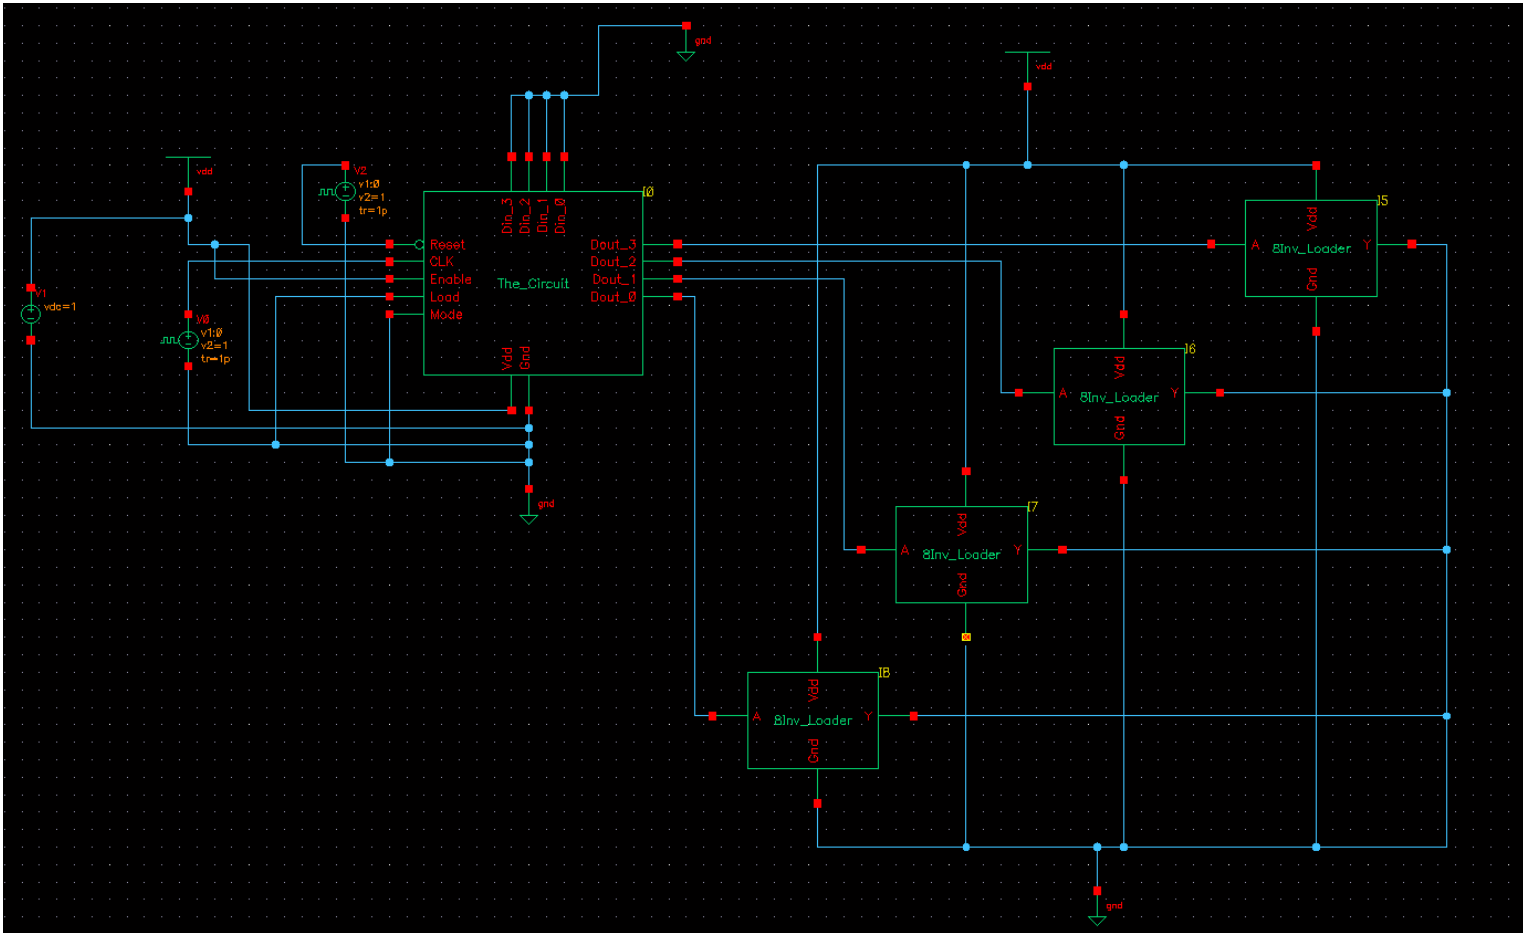 gnd
vdd
vdd
V2
v1:0
v2=1
tr=1p
I0
Din_3
Din_2
Din_1
Din_0
Reset
CLK
Enable
Load
Mode
The_Circuit
Dout_3
Dout_2
Dout_1
Dout_0
Vdd
Gnd
V1
vdc=1
V0
v1:0
v2=1
tr=1p
gnd
I5
Vdd
A
8Inv_Loader
Y
Gnd
I6
Vdd
A
8Inv_Loader
Y
Gnd
I7
Vdd
A
8Inv_Loader
Y
Gnd
I8
Vdd
A
8Inv_Loader
Y
Gnd
gnd